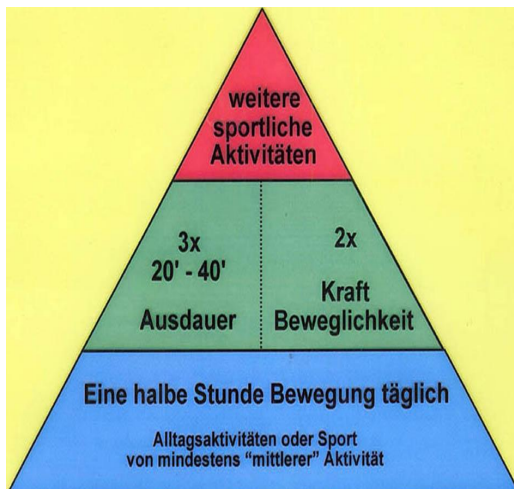 weitere
sportliche
Aktivitäten
3x
20' - 40'
Ausdauer
2x
Kraft
Beweglichkeit
Eine halbe Stunde Bewegung täglich
Alltagsaktivitäten oder Sport
von mindestens "mittlerer" Aktivität